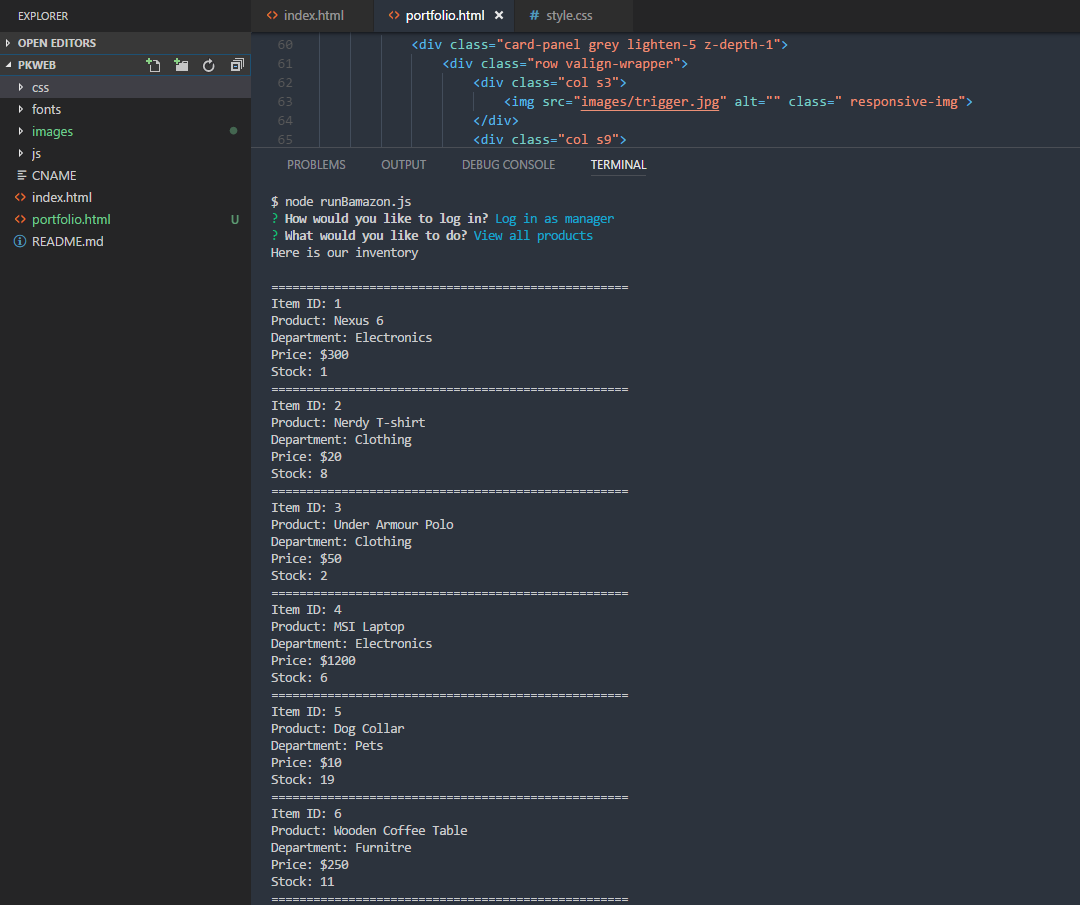 EXPLORER
OPEN EDITORS
PKWEB
css
fonts
images
js
CNAME
index.html
portfolio.html U
README.md
index.html portfolio.html style.css
60 <div class="card-panel grey lighten-5 z-depth-1">
61 <div class="row valign-wrapper">
62 <div class="col s3">
63 <img src="images/trigger.jpg" alt="" class=" responsive-img">
64 </div>
65 <div class="col s9">
PROBLEMS OUTPUT DEBUG CONSOLE TERMINAL
$ node runBamazon.js
? How would you like to log in? Log in as manager
? What would you like to do? View all products
Here is our inventory
===================================================
Item ID: 1
Product: Nexus 6
Department: Electronics
Price: $300
Stock: 1
===================================================
Item ID: 2
Product: Nerdy T-shirt
Department: Clothing
Price: $20
Stock: 8
===================================================
Item ID: 3
Product: Under Armour Polo
Department: Clothing
Price: $50
Stock: 2
===================================================
Item ID: 4
Product: MSI Laptop
Department: Electronics
Price: $1200
Stock: 6
===================================================
Item ID: 5
Product: Dog Collar
Department: Pets
Price: $10
Stock: 19
===================================================
Item ID: 6
Product: Wooden Coffee Table
Department: Furnitre
Price: $250
Stock: 11
===================================================